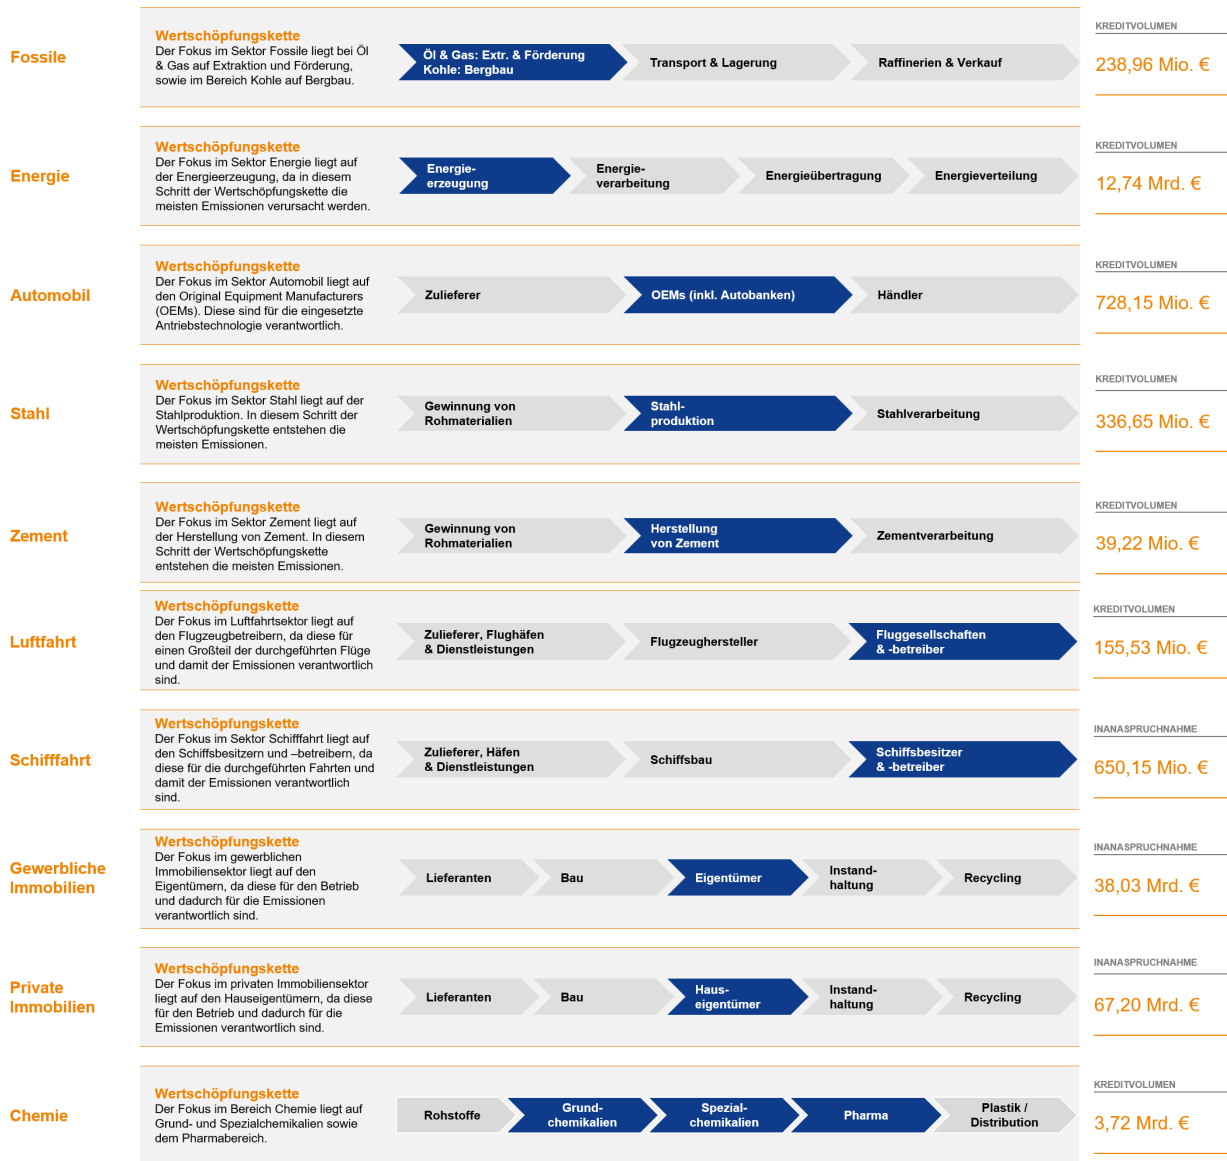 Fossile
Wertschöpfungskette
Der Fokus im Sektor Fossile liegt bei Öl
& Gas auf Extraktion und Förderung,
sowie im Bereich Kohle auf Bergbau.
Öl & Gas: Extr. & Förderung
Kohle: Bergbau
Transport & Lagerung
Raffinerien & Verkauf
KREDITVOLUMEN
238,96 Mio. €
Energie
Wertschöpfungskette
Der Fokus im Sektor Energie liegt auf
der Energieerzeugung, da in diesem
Schritt der Wertschöpfungskette die
meisten Emissionen verursacht werden.
Energie-
erzeugung
Energie-
verarbeitung
Energieübertragung
Energieverteilung
KREDITVOLUMEN
12,74 Mrd. €
Automobil
Wertschöpfungskette
Der Fokus im Sektor Automobil liegt auf
den Original Equipment Manufacturers
(OEMs). Diese sind für die eingesetzte
Antriebstechnologie verantwortlich.
Zulieferer
OEMs (inkl. Autobanken)
Händler
KREDITVOLUMEN
728,15 Mio. €
Stahl
Wertschöpfungskette
Der Fokus im Sektor Stahl liegt auf der
Stahlproduktion. In diesem Schritt der
Wertschöpfungskette entstehen die
meisten Emissionen.
Gewinnung von
Rohmaterialien
Stahl-
produktion
Stahlverarbeitung
KREDITVOLUMEN
336,65 Mio. €
Zement
Wertschöpfungskette
Der Fokus im Sektor Zement liegt auf
der Herstellung von Zement. In diesem
Schritt der Wertschöpfungskette
entstehen die meisten Emissionen.
Gewinnung von
Rohmaterialien
Herstellung
von Zement
Zementverarbeitung
KREDITVOLUMEN
39,22 Mio. €
Luftfahrt
Wertschöpfungskette
Der Fokus im Luftfahrtsektor liegt auf
den Flugzeugbetreibern, da diese für
einen Großteil der durchgeführten Flüge
und damit der Emissionen verantwortlich
sind.
Zulieferer, Flughäfen
& Dienstleistungen
Flugzeughersteller
Fluggesellschaften
& -betreiber
KREDITVOLUMEN
155,53 Mio. €
Schifffahrt
Wertschöpfungskette
Der Fokus im Sektor Schifffahrt liegt auf
den Schiffsbesitzern und –betreibern, da
diese für die durchgeführten Fahrten und
damit der Emissionen verantwortlich
sind.
Zulieferer, Häfen
& Dienstleistungen
Schiffsbau
Schiffsbesitzer
& -betreiber
INANASPRUCHNAHME
650,15 Mio. €
Gewerbliche
Immobilien
Wertschöpfungskette
Der Fokus im gewerblichen
Immobiliensektor liegt auf den
Eigentümern, da diese für den Betrieb
und dadurch für die Emissionen
verantwortlich sind.
Lieferanten
Bau
Eigentümer
Instand-
haltung
Recycling
INANASPRUCHNAHME
38,03 Mrd. €
Private
Immobilien
Wertschöpfungskette
Der Fokus im privaten Immobiliensektor
liegt auf den Hauseigentümern, da diese
für den Betrieb und dadurch für die
Emissionen verantwortlich sind.
Lieferanten
Bau
Haus-
eigentümer
Instand-
haltung
Recycling
INANASPRUCHNAHME
67,20 Mrd. €
Chemie
Wertschöpfungskette
Der Fokus im Bereich Chemie liegt auf
Grund- und Spezialchemikalien sowie
dem Pharmabereich.
Rohstoffe
Grund-
chemikalien
Spezial-
chemikalien
Pharma
Plastik /
Distribution
KREDITVOLUMEN
3,72 Mrd. €